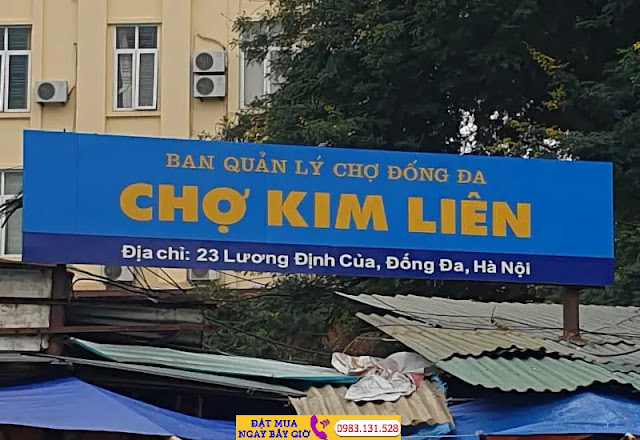 BAN QUẢN LÝ CHỢ ĐỐNG ĐA
CHỢ KIM LIÊN
Địa chỉ: 23 Lương Định Của, Đống Đa, Hà Nội
ĐẶT MUA
NGAY BÂY GIỜ
0983.131.528